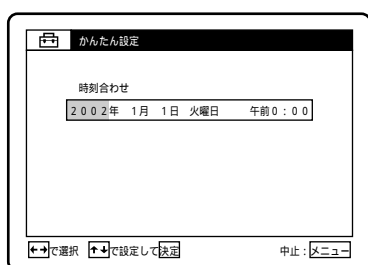 かんたん設定
時刻合わせ
2002年 1月 1日 火曜日 午前0:00
←→で選択 ↑↓で設定して決定 中止:メニュー